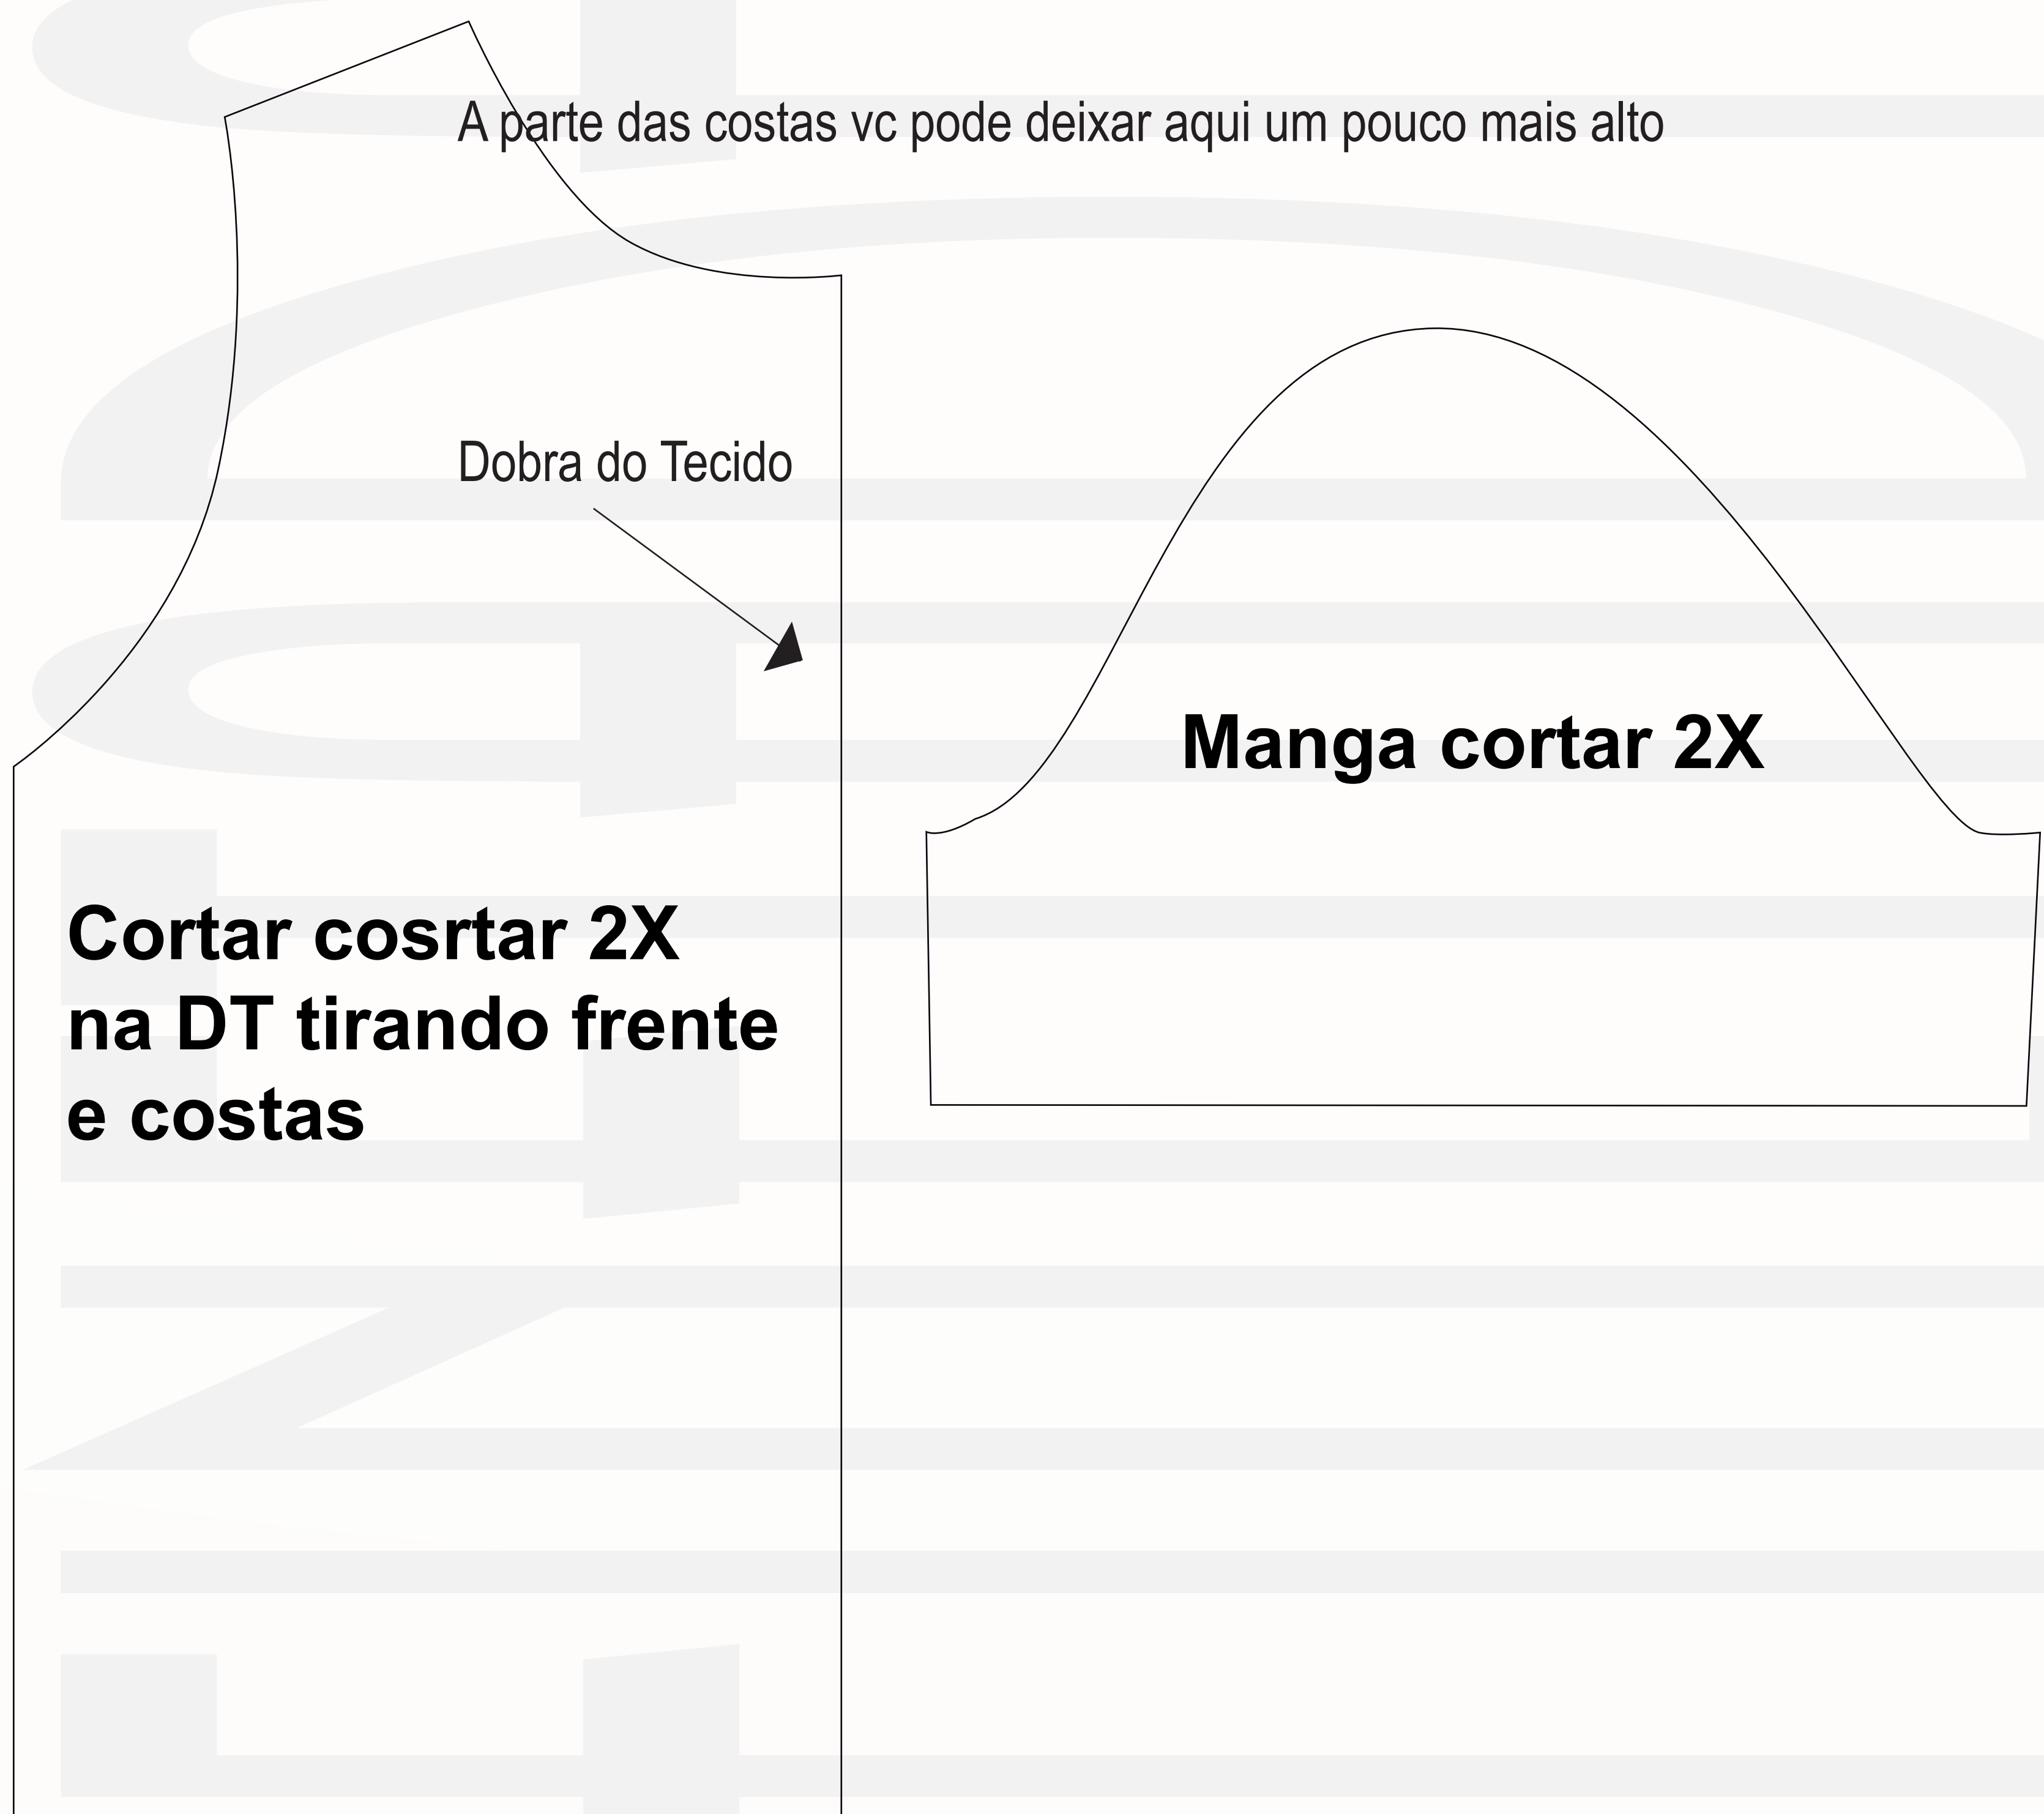 A parte das costas vc pode deixar aqui um pouco mais alto
Dobra do Tecido
Manga cortar 2X
Cortar cosrtar 2X
na DT tirando frente
e costas